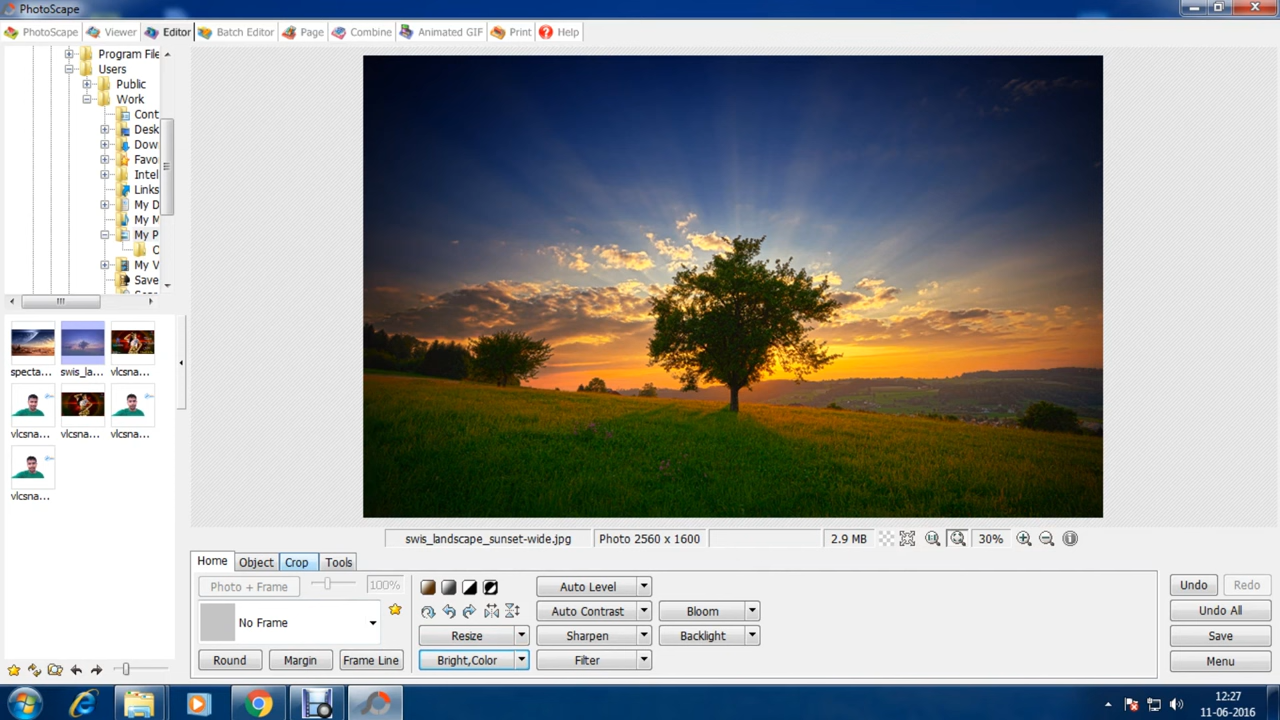 PhotoScape
PhotoScape Viewer Editor Batch Editor Page Combine Animated GIF Print Help
Program File
Users
Public
Work
Cont
Desk
Dow
Favo
Intel
Links
My D
My M
My P
C
My V
Save
specta... swis_la... vlcsna...
vlcsna... vlcsna... vlcsna...
vlcsna...
swis_landscape_sunset-wide.jpg Photo 2560 x 1600 2.9 MB 30%
Home Object Crop Tools
Photo + Frame 100% Auto Level Undo Redo
No Frame Auto Contrast Bloom Undo All
Resize Sharpen Backlight Save
Round Margin Frame Line Bright,Color Filter Menu
12:27
11-06-2016